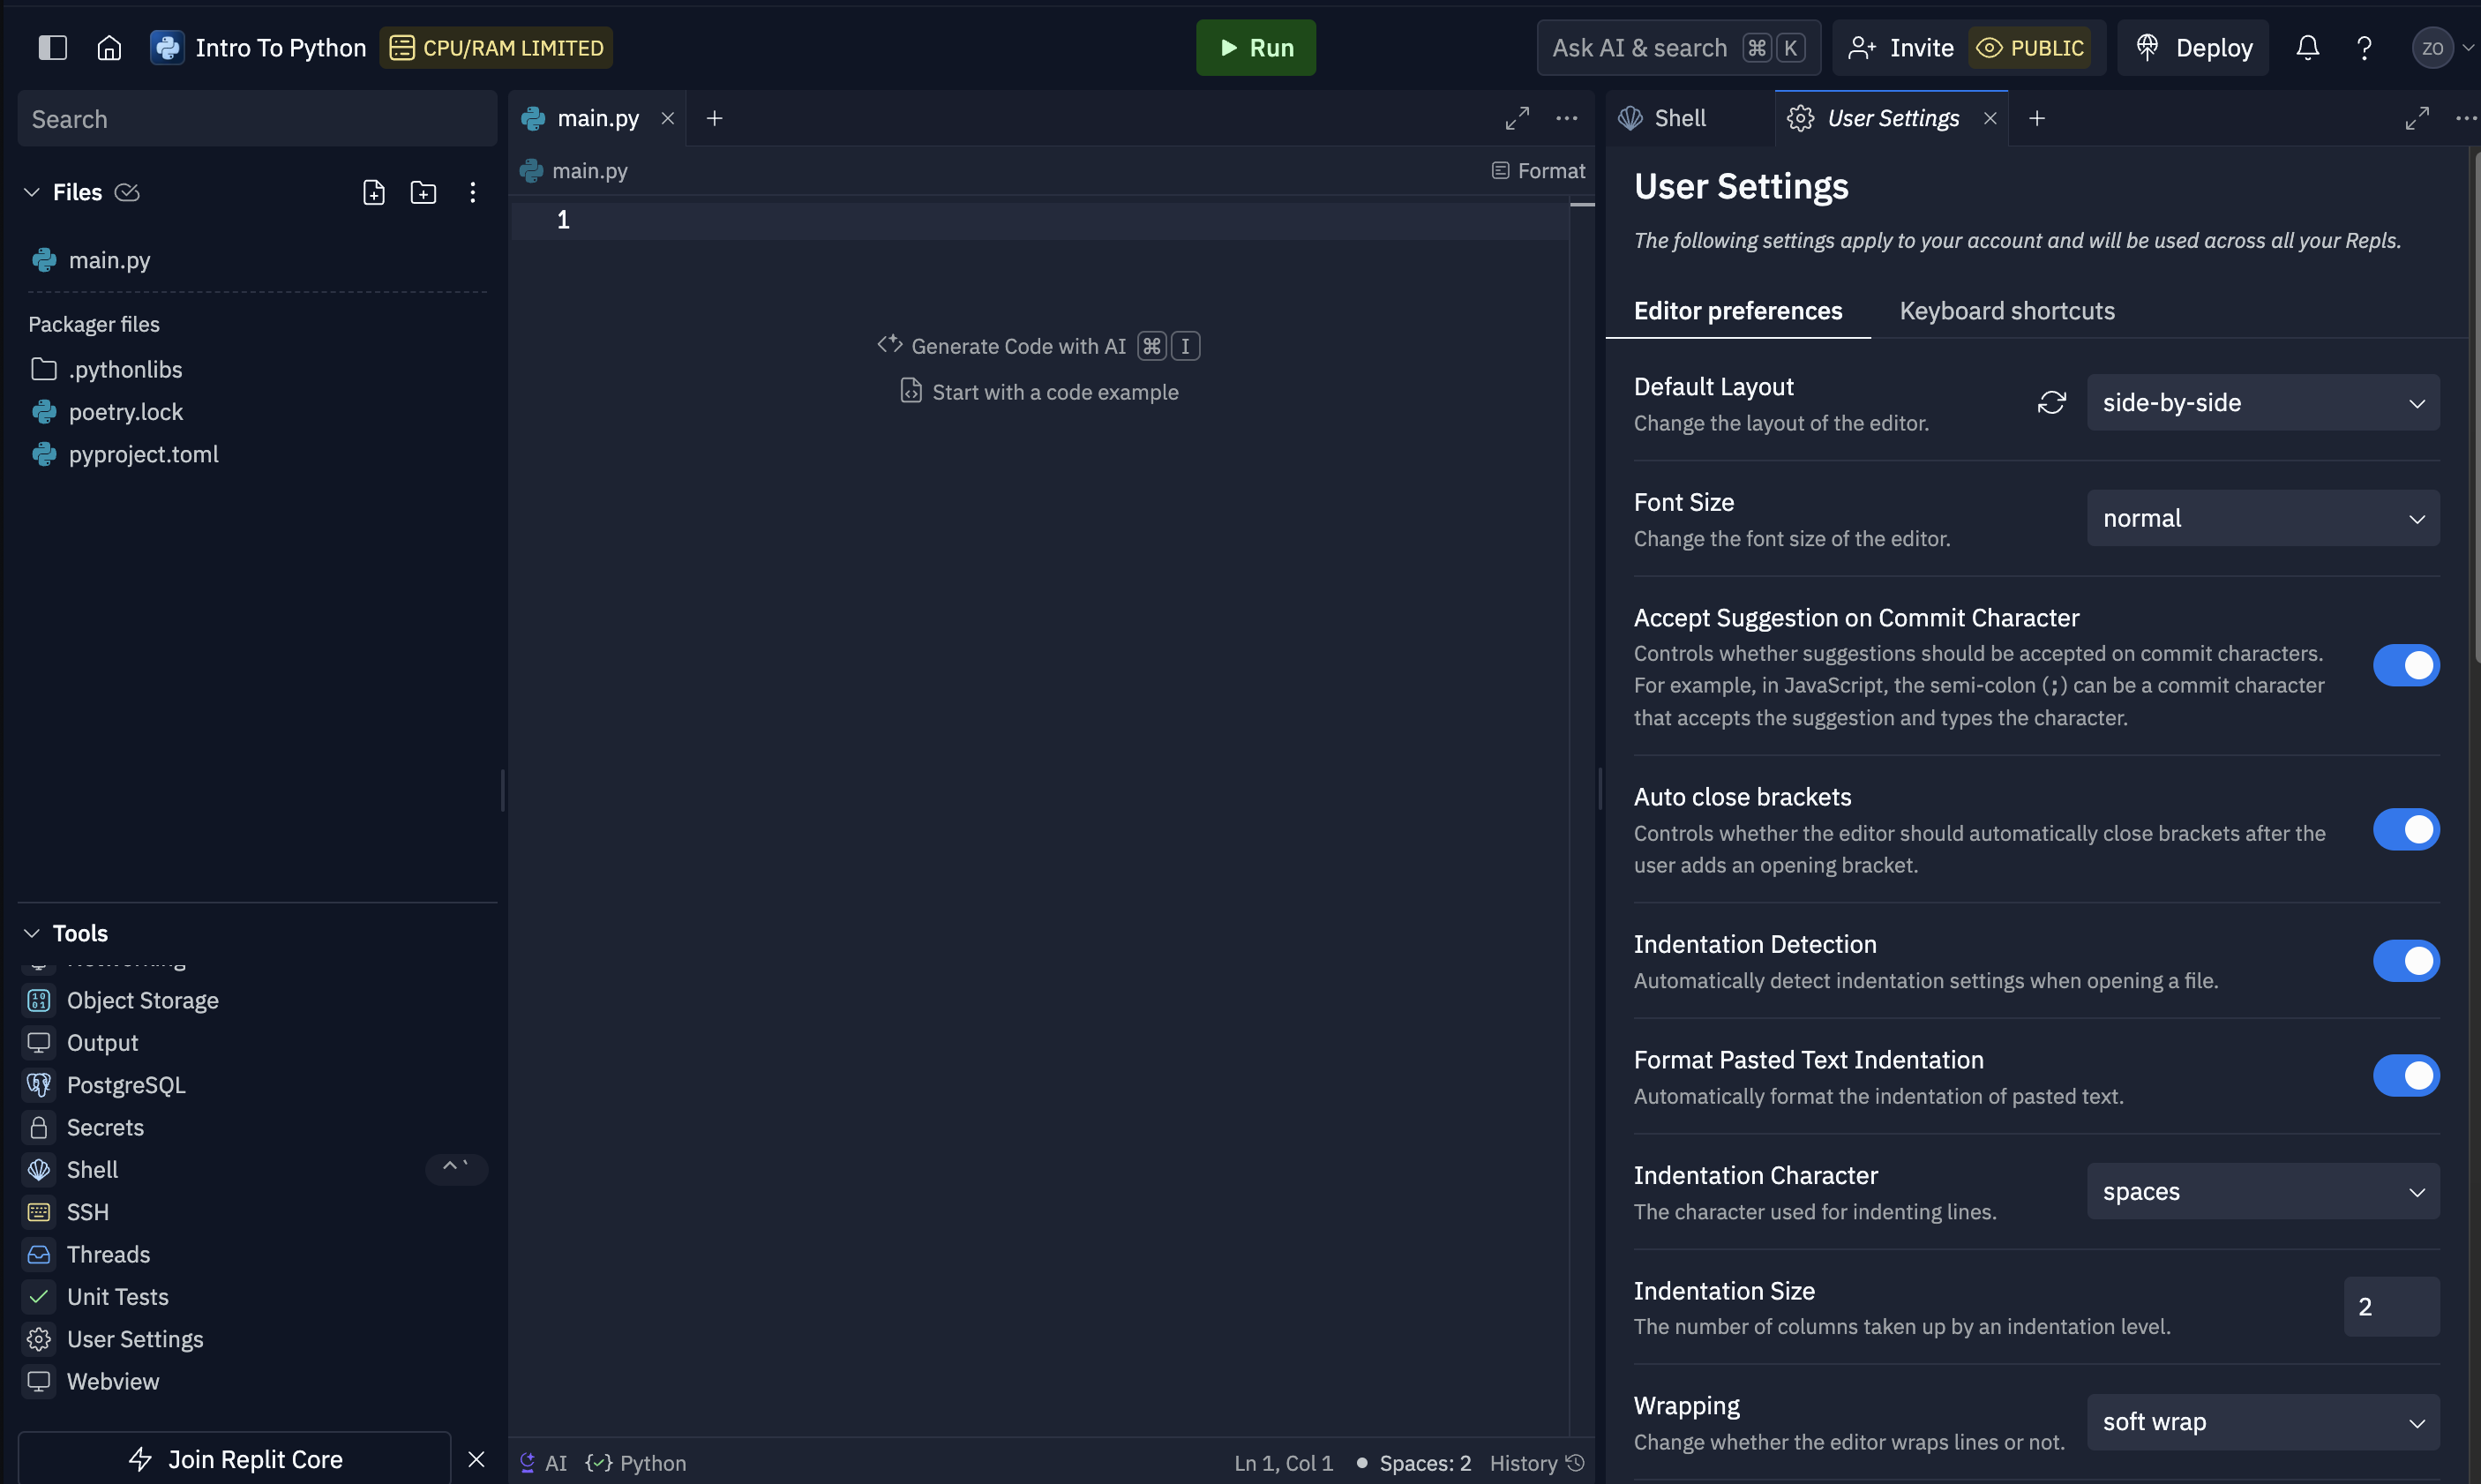 Intro To Python
CPU/RAM LIMITED
Run
Ask AI & search ⌘ K
Invite
PUBLIC
Deploy
ZO
Search
Files
main.py
Packager files
.pythonlibs
poetry.lock
pyproject.toml
Tools
Object Storage
Output
PostgreSQL
Secrets
Shell ^ `
SSH
Threads
Unit Tests
User Settings
Webview
Join Replit Core
main.py
main.py
Format
1
Generate Code with AI ⌘ I
Start with a code example
AI
Python
Ln 1, Col 1
Spaces: 2
History
Shell
User Settings
User Settings
The following settings apply to your account and will be used across all your Repls.
Editor preferences
Keyboard shortcuts
Default Layout
Change the layout of the editor.
side-by-side
Font Size
Change the font size of the editor.
normal
Accept Suggestion on Commit Character
Controls whether suggestions should be accepted on commit characters.
For example, in JavaScript, the semi-colon (;) can be a commit character
that accepts the suggestion and types the character.
Auto close brackets
Controls whether the editor should automatically close brackets after the
user adds an opening bracket.
Indentation Detection
Automatically detect indentation settings when opening a file.
Format Pasted Text Indentation
Automatically format the indentation of pasted text.
Indentation Character
The character used for indenting lines.
spaces
Indentation Size
The number of columns taken up by an indentation level.
2
Wrapping
Change whether the editor wraps lines or not.
soft wrap